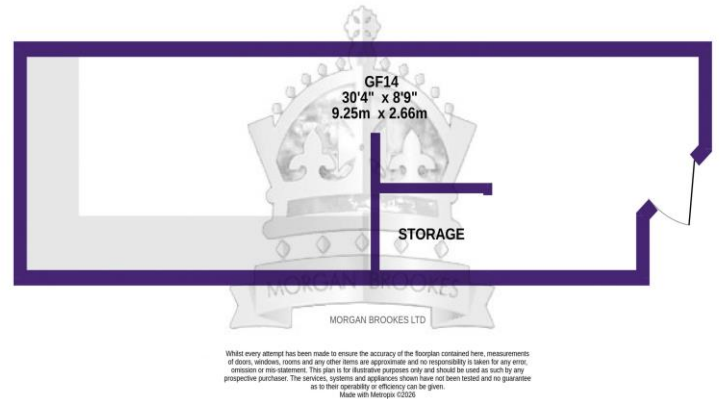 GF14
30'4" x 8'9"
9.25m x 2.66m
STORAGE
MORGAN BROOKES
MORGAN BROOKES LTD
Whilst every attempt has been made to ensure the accuracy of the floorplan contained here, measurements
of doors, windows, rooms and any other items are approximate and no responsibility is taken for any error,
omission or mis-statement. This plan is for illustrative purposes only and should be used as such by any
prospective purchaser. The services, systems and appliances shown have not been tested and no guarantee
as to their operability or efficiency can be given.
Made with Metropix ©2026